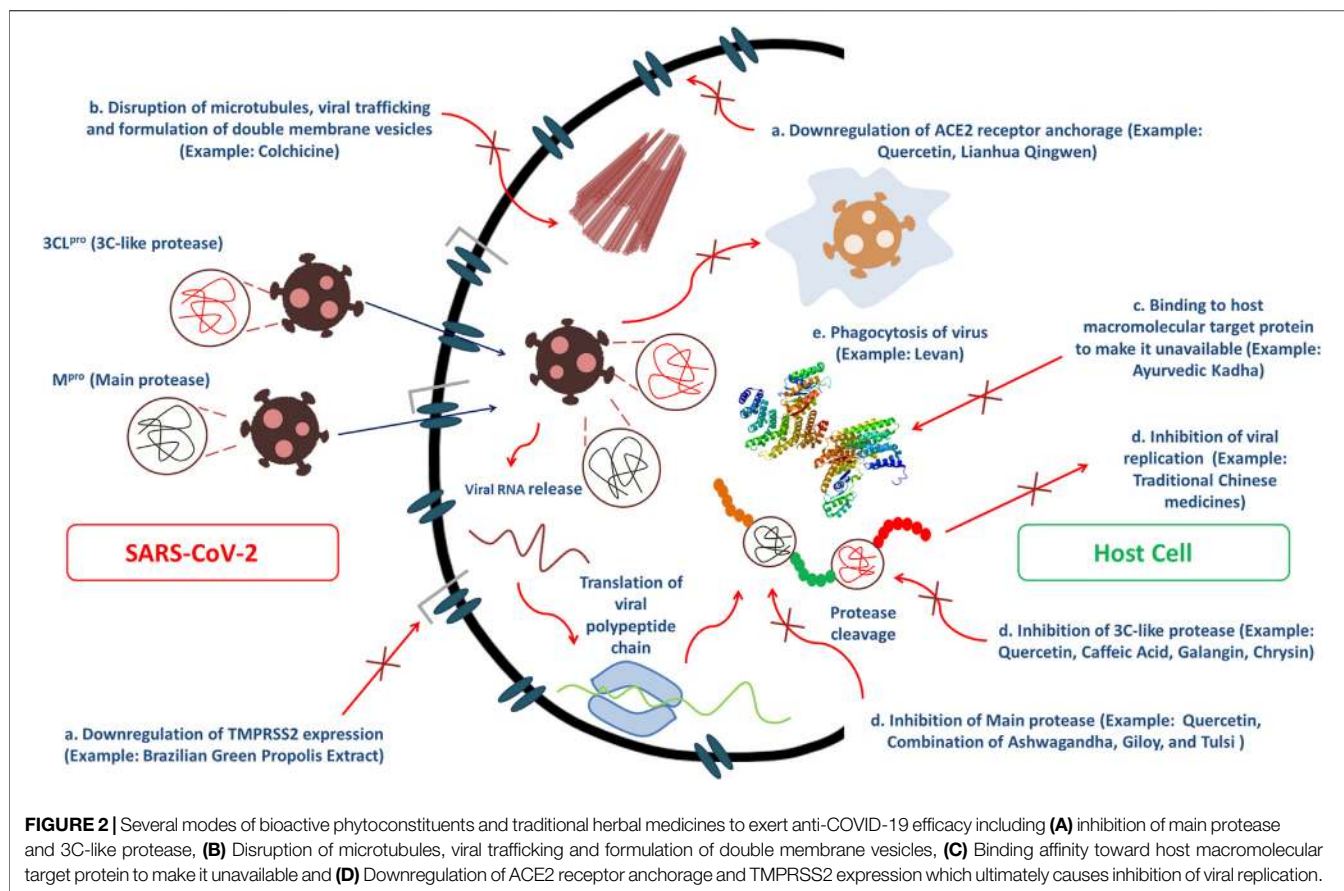 b. Disruption of microtubules, viral trafficking
and formulation of double membrane vesicles
(Example: Colchicine)
a. Downregulation of ACE2 receptor anchorage (Example:
Quercetin, Lianhua Qingwen)
3CLpro (3C-like protease)
Mpro (Main protease)
e. Phagocytosis of virus
(Example: Levan)
c. Binding to host
macromolecular target protein
to make it unavailable (Example:
Ayurvedic Kadha)
d. Inhibition of viral
replication (Example:
Traditional Chinese
medicines)
Viral RNA release
SARS-CoV-2
Host Cell
Translation of
viral
polypeptide
chain
Protease
cleavage
d. Inhibition of 3C-like protease (Example:
Quercetin, Caffeic Acid, Galangin, Chrysin)
a. Downregulation of TMPRSS2 expression
(Example: Brazilian Green Propolis Extract)
d. Inhibition of Main protease (Example: Quercetin,
Combination of Ashwagandha, Giloy, and Tulsi )
FIGURE 2 | Several modes of bioactive phytoconstituents and traditional herbal medicines to exert anti-COVID-19 efficacy including (A) inhibition of main protease
and 3C-like protease, (B) Disruption of microtubules, viral trafficking and formulation of double membrane vesicles, (C) Binding affinity toward host macromolecular
target protein to make it unavailable and (D) Downregulation of ACE2 receptor anchorage and TMPRSS2 expression which ultimately causes inhibition of viral replication.